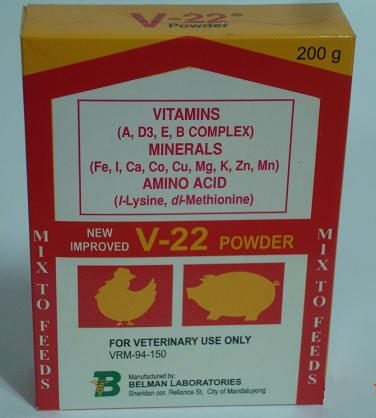 V-22®
Powder
200 g
VITAMINS
(A, D3, E, B COMPLEX)
MINERALS
(Fe, I, Ca, Co, Cu, Mg, K, Zn, Mn)
AMINO ACID
(l-Lysine, dl-Methionine)
MIX TO FEEDS
NEW
IMPROVED
V-22 POWDER
MIX TO FEEDS
FOR VETERINARY USE ONLY
VRM-94-150
B
Manufactured by:
BELMAN LABORATORIES
Sheridan cor. Reliance St, City of Mandaluyong